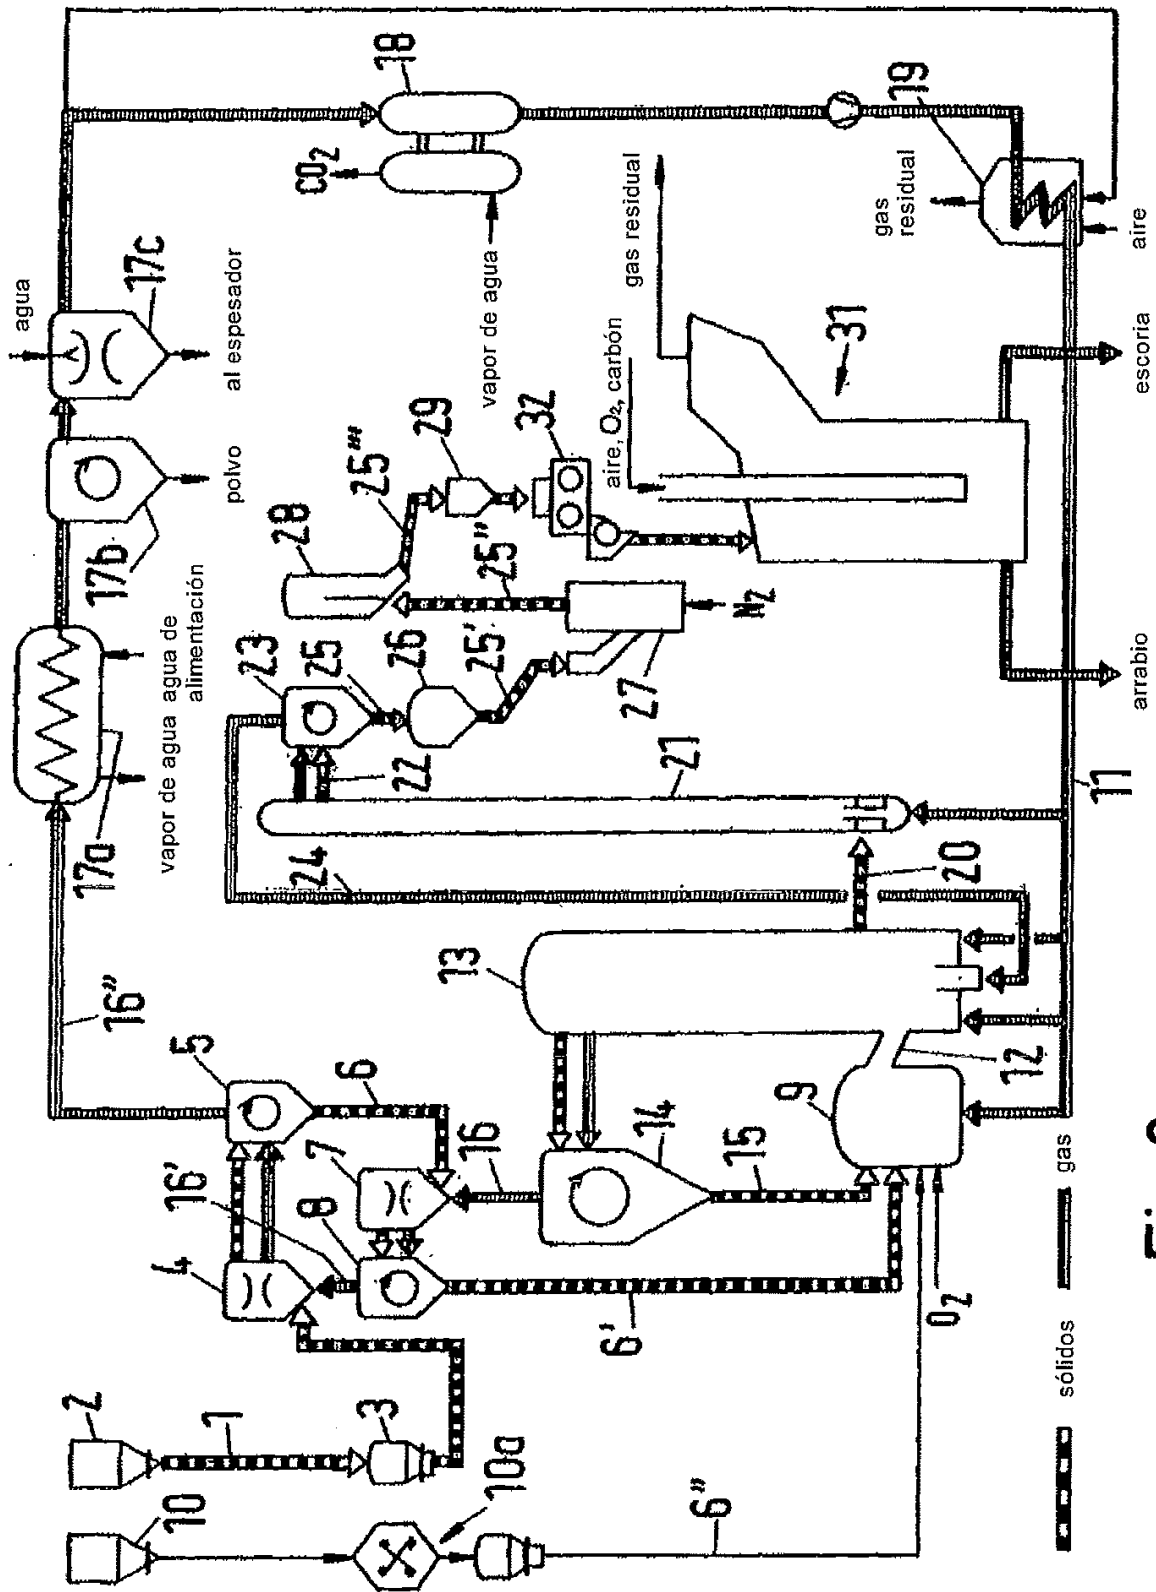 agua
17c
al espesador
polvo
17b
vapor de agua
agua de
alimentación
17a
16''
18
CO₂
vapor de agua
gas residual
19
gas
residual
aire
aire, O₂, carbón
31
escoria
arrabio
32
29
25'''
28
25''
N₂
27
25'
26
25
23
22
21
24
20
11
13
12
5
6
7
16
14
15
9
16'
8
4
6'
O₂
2
1
3
10
10a
6''
sólidos
gas